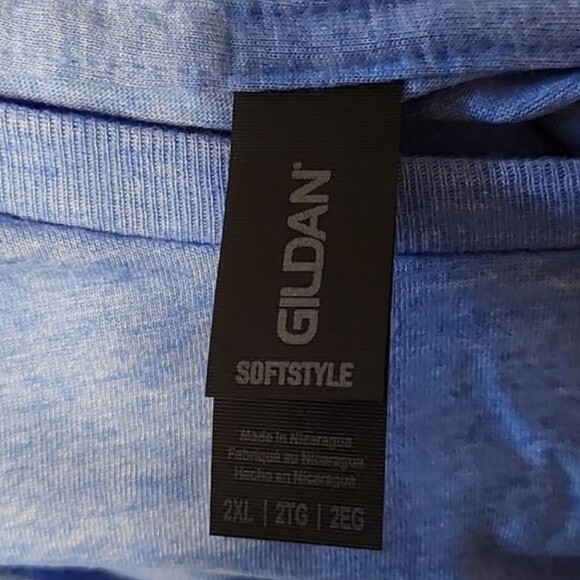 GILDAN®
SOFTSTYLE
Made in Nicaragua
Fabriqué au Nicaragua
Hecho en Nicaragua
2XL | 2TG | 2EG